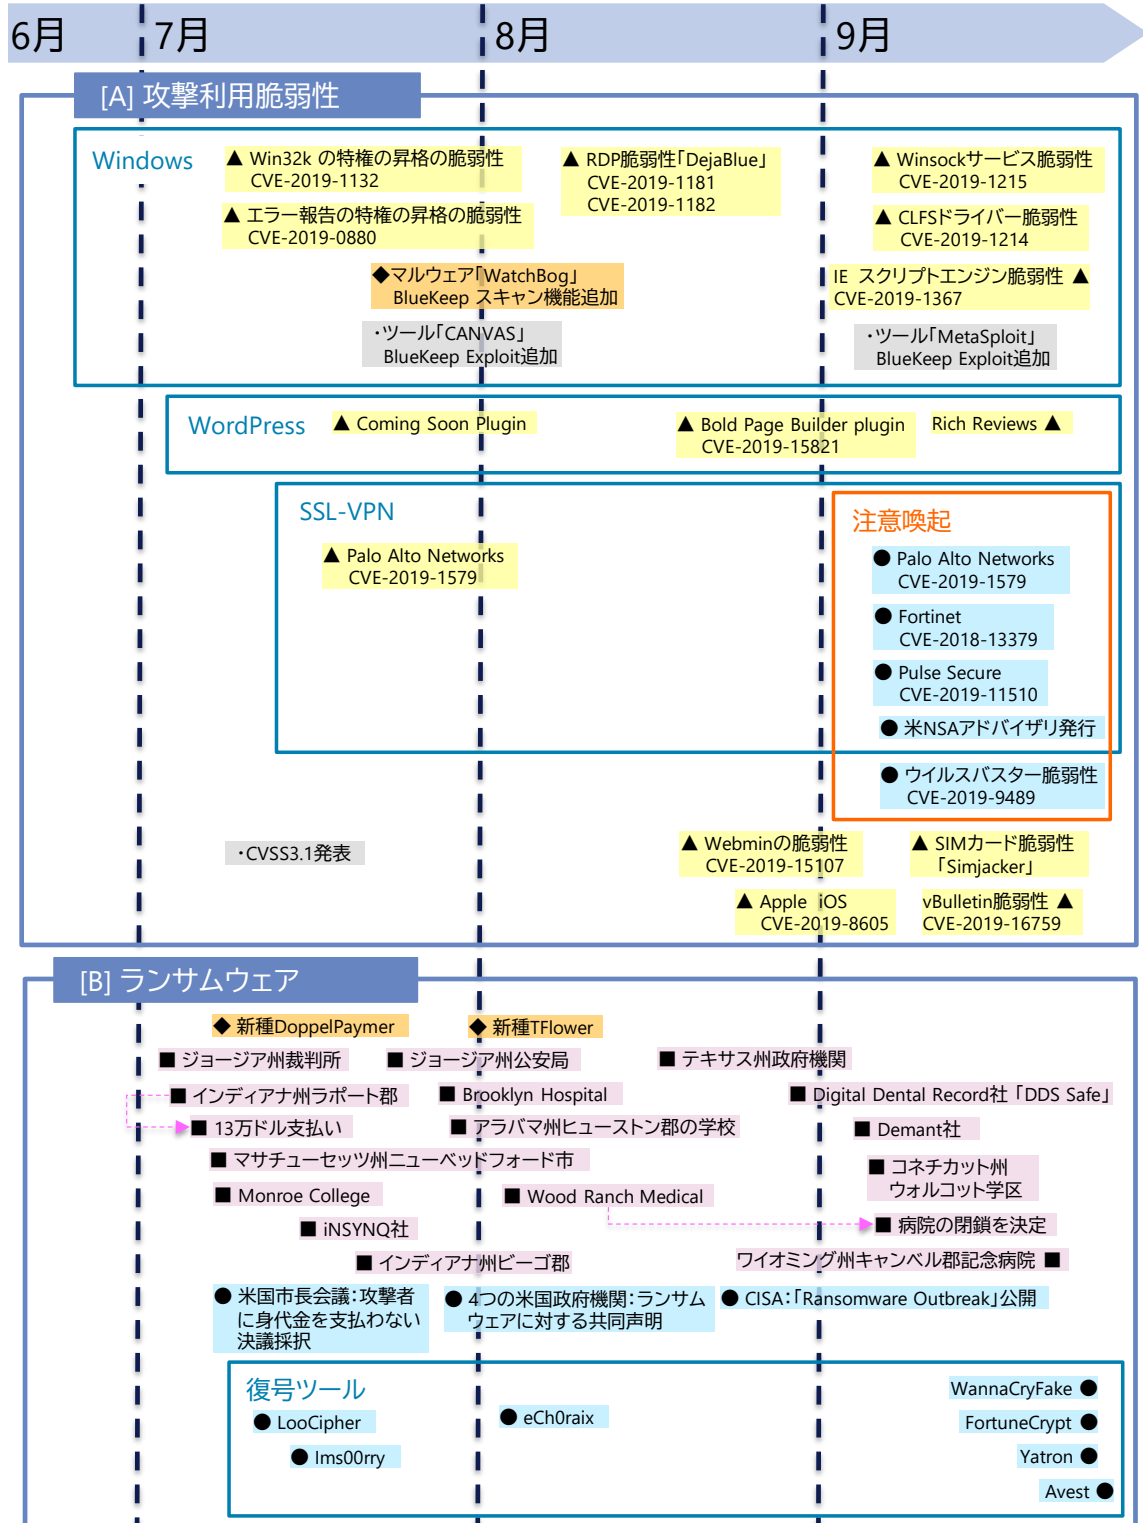 6月 7月 8月 9月
[A] 攻撃利用脆弱性
Windows
▲ Win32k の特権の昇格の脆弱性
CVE-2019-1132
▲ エラー報告の特権の昇格の脆弱性
CVE-2019-0880
▲ RDP脆弱性「DejaBlue」
CVE-2019-1181
CVE-2019-1182
▲ Winsockサービス脆弱性
CVE-2019-1215
▲ CLFSドライバー脆弱性
CVE-2019-1214
◆マルウェア「WatchBog」
BlueKeep スキャン機能追加
IE スクリプトエンジン脆弱性 ▲
CVE-2019-1367
・ツール「CANVAS」
BlueKeep Exploit追加
・ツール「MetaSploit」
BlueKeep Exploit追加
WordPress
▲ Coming Soon Plugin
▲ Bold Page Builder plugin
CVE-2019-15821
Rich Reviews ▲
SSL-VPN
▲ Palo Alto Networks
CVE-2019-1579
注意喚起
● Palo Alto Networks
CVE-2019-1579
● Fortinet
CVE-2018-13379
● Pulse Secure
CVE-2019-11510
● 米NSAアドバイザリ発行
● ウイルスバスター脆弱性
CVE-2019-9489
・CVSS3.1発表
▲ Webminの脆弱性
CVE-2019-15107
▲ SIMカード脆弱性
「Simjacker」
▲ Apple iOS
CVE-2019-8605
vBulletin脆弱性 ▲
CVE-2019-16759
[B] ランサムウェア
◆ 新種DoppelPaymer
◆ 新種TFlower
■ ジョージア州裁判所
■ ジョージア州公安局
■ テキサス州政府機関
■ インディアナ州ラポート郡
■ Brooklyn Hospital
■ Digital Dental Record社「DDS Safe」
■ 13万ドル支払い
■ アラバマ州ヒューストン郡の学校
■ Demant社
■ マサチューセッツ州ニューベッドフォード市
■ コネチカット州
ウォルコット学区
■ Monroe College
■ Wood Ranch Medical
■ iNSYNQ社
■ 病院の閉鎖を決定
■ インディアナ州ビーゴ郡
ワイオミング州キャンベル郡記念病院 ■
● 米国市長会議：攻撃者
に身代金を支払わない
決議採択
● 4つの米国政府機関：ランサム
ウェアに対する共同声明
● CISA：「Ransomware Outbreak」公開
復号ツール
● LooCipher
● eCh0raix
WannaCryFake ●
FortuneCrypt ●
● Ims00rry
Yatron ●
Avest ●